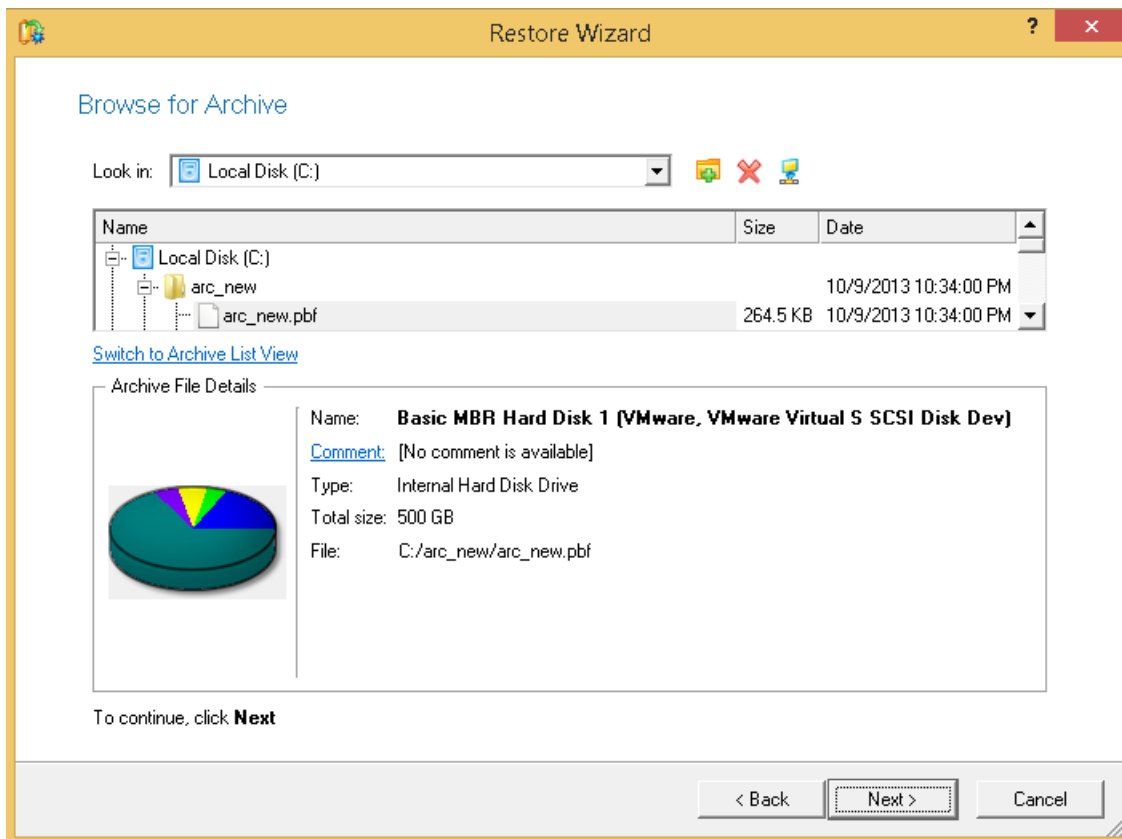 Restore Wizard
?
Browse for Archive
Look in: Local Disk (C:)
Name Size Date
Local Disk (C:)
arc_new 10/9/2013 10:34:00 PM
arc_new.pbf 264.5 KB 10/9/2013 10:34:00 PM
Switch to Archive List View
Archive File Details
Name: Basic MBR Hard Disk 1 (VMware, VMware Virtual S SCSI Disk Dev)
Comment: [No comment is available]
Type: Internal Hard Disk Drive
Total size: 500 GB
File: C:/arc_new/arc_new.pbf
To continue, click Next
< Back Next > Cancel